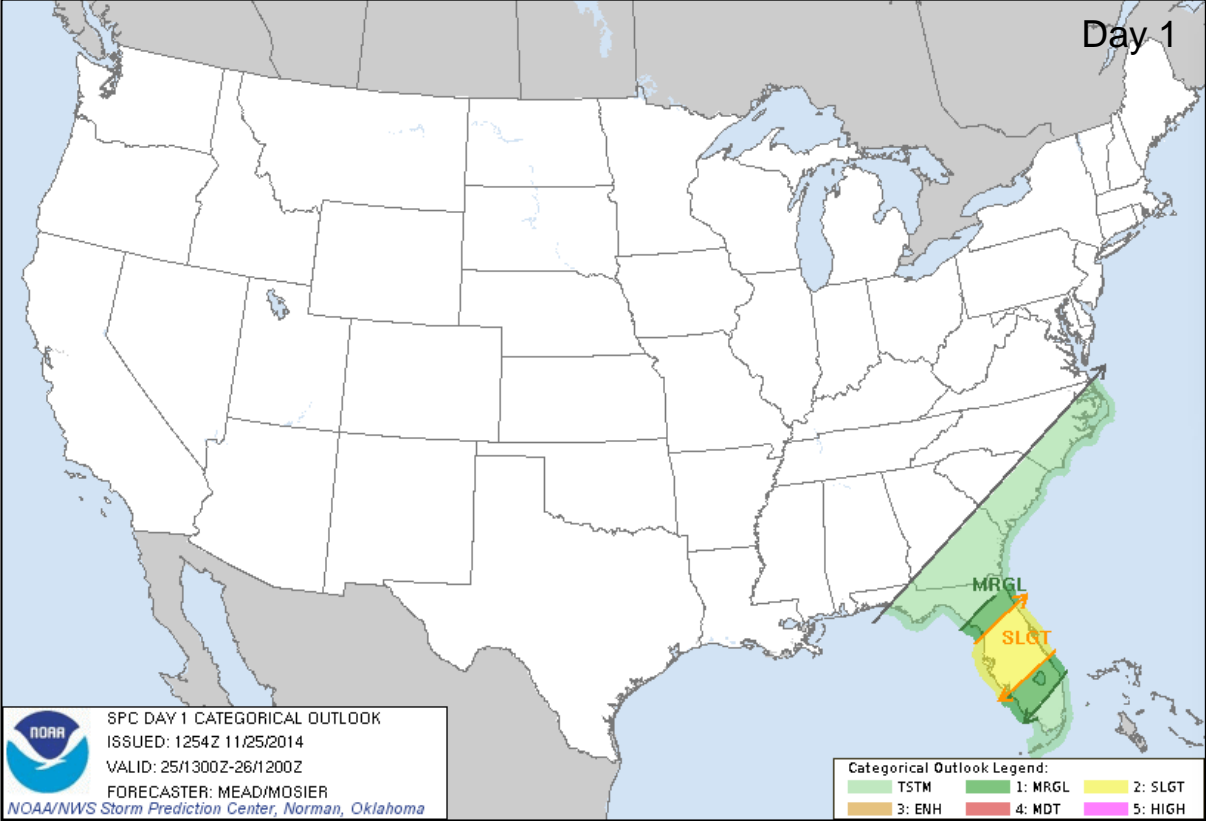 Day 1
MRGL
SLGT
NOAA
SPC DAY 1 CATEGORICAL OUTLOOK
ISSUED: 1254Z 11/25/2014
VALID: 25/1300Z-26/1200Z
FORECASTER: MEAD/MOSIER
NOAA/NWS Storm Prediction Center, Norman, Oklahoma
Categorical Outlook Legend:
TSTM 1: MRGL 2: SLGT
3: ENH 4: MDT 5: HIGH